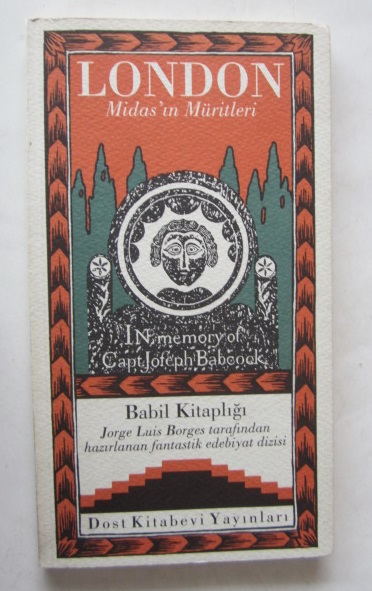 LONDON
Midas'ın Müritleri
IN memory of
Capt Joseph Babcock
Babil Kitaplığı
Jorge Luis Borges tarafından
hazırlanan fantastik edebiyat dizisi
Dost Kitabevi Yayınları